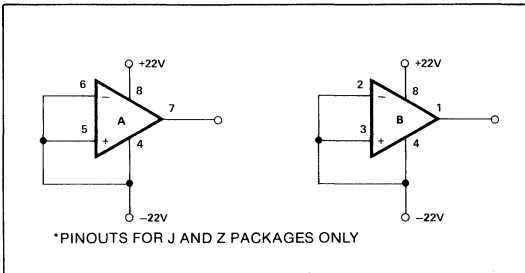 +22V +22V
6 − 8 7 2 − 8 1
A B
5 + 4 3 + 4
−22V −22V
*PINOUTS FOR J AND Z PACKAGES ONLY